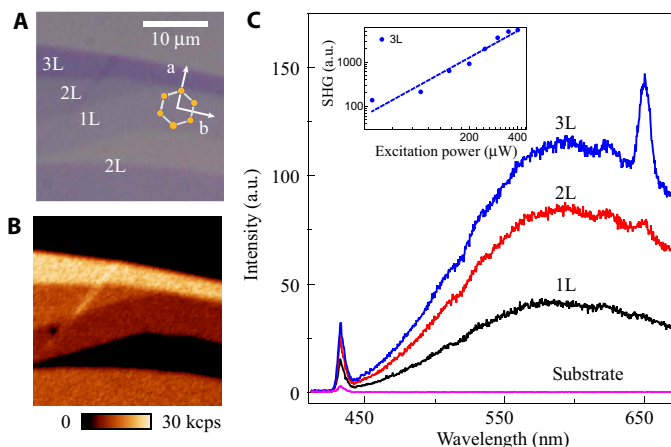 A
10 µm
3L
a
2L
1L
b
2L
B
0 30 kcps
C
150
100
50
0
Intensity (a.u.)
450
550
650
Wavelength (nm)
3L
2L
1L
Substrate
3L
SHG (a.u.)
1000
100
200
400
Excitation power (µW)